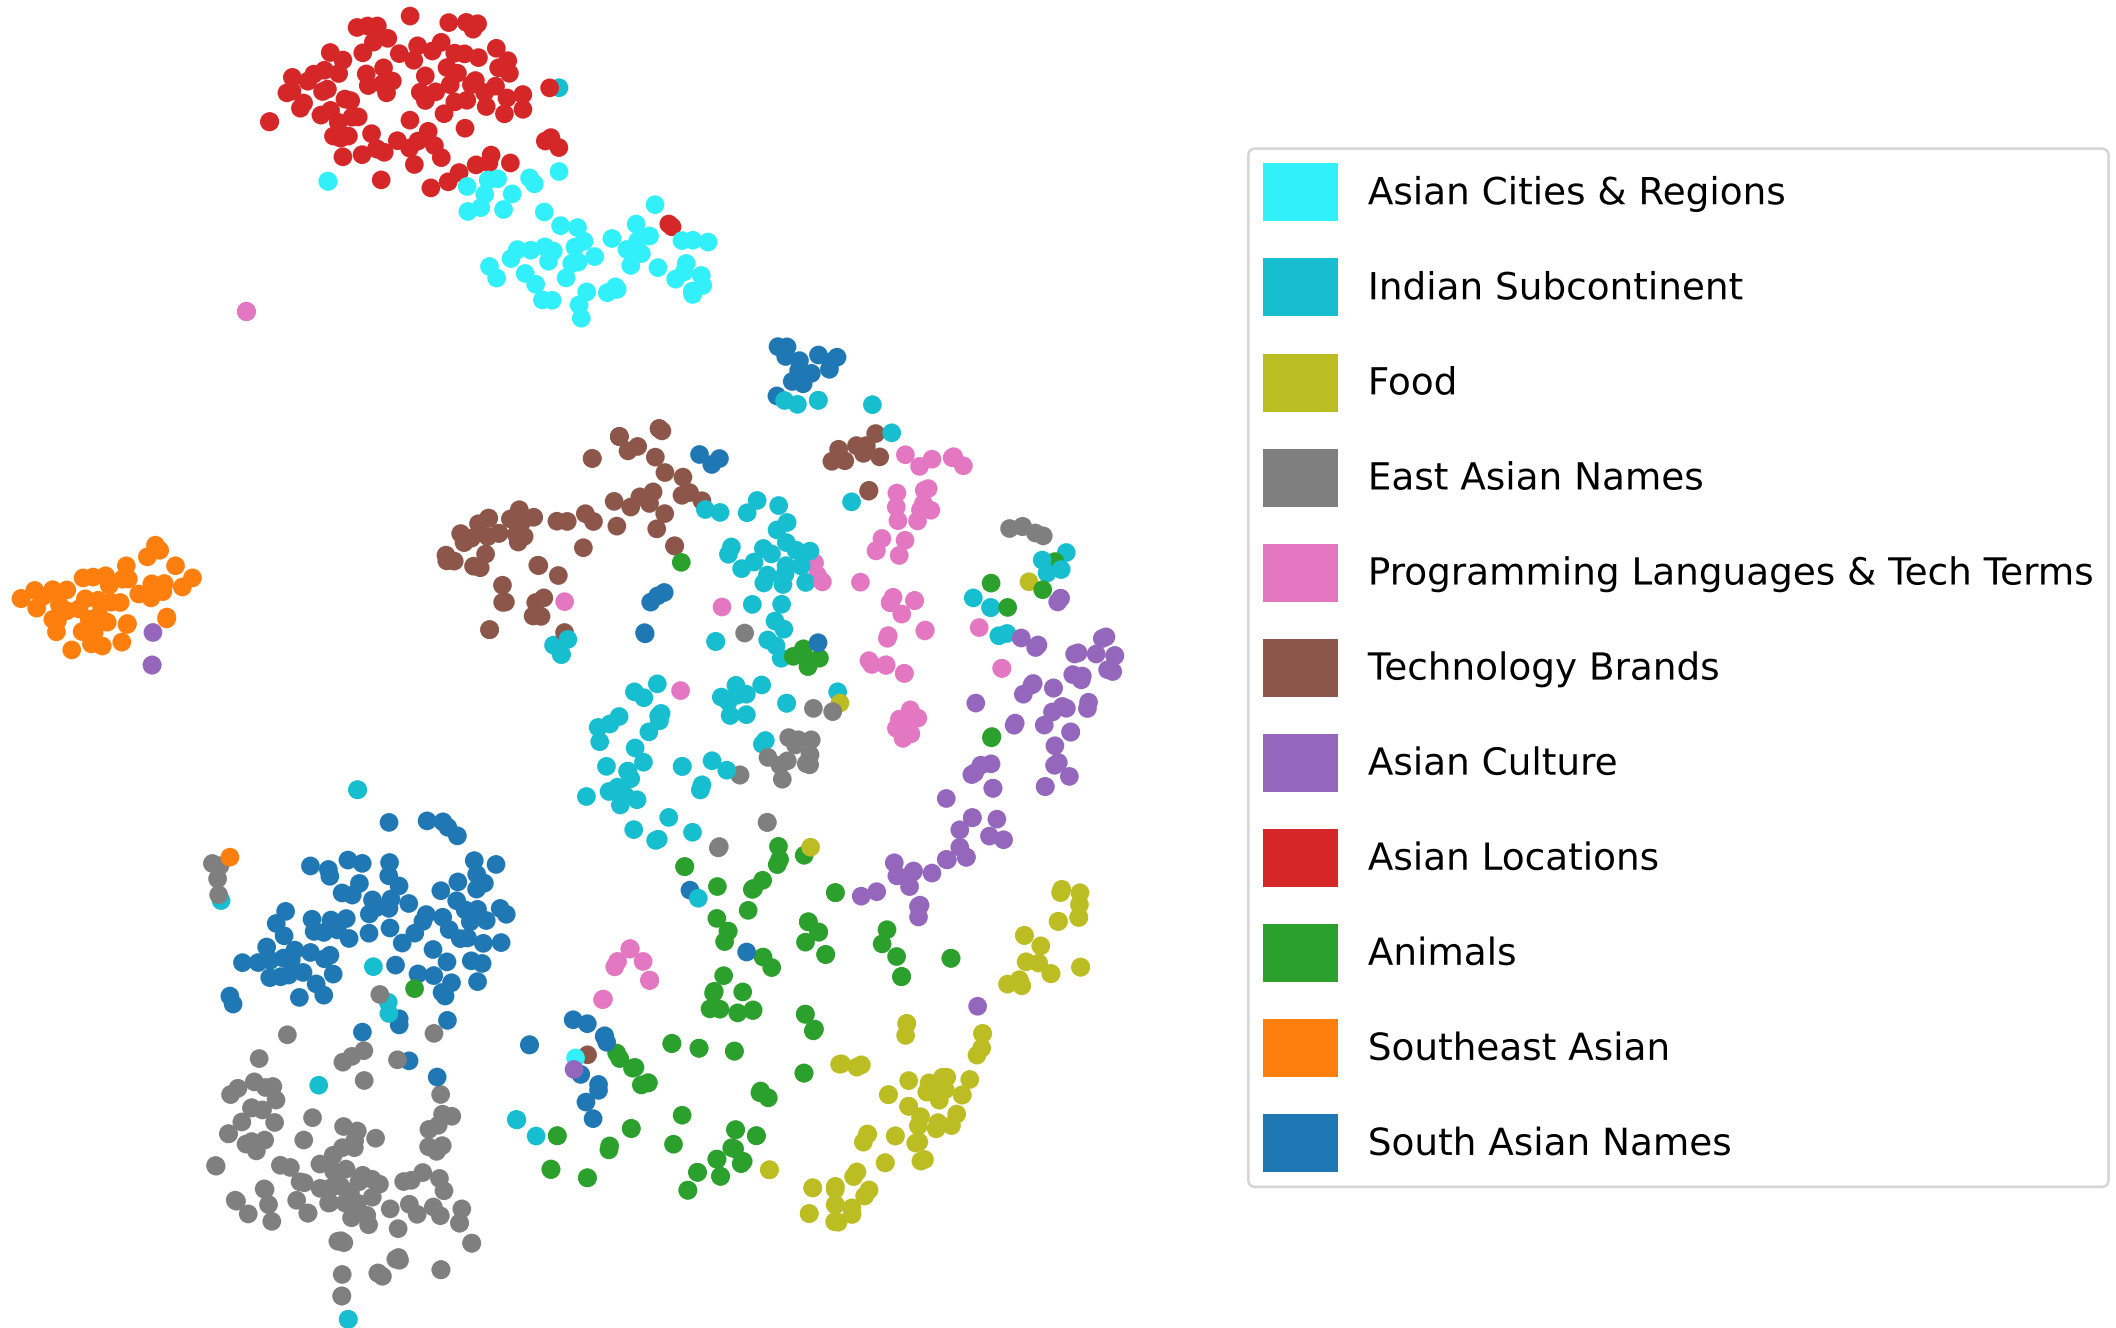 Asian Cities & Regions
Indian Subcontinent
Food
East Asian Names
Programming Languages & Tech Terms
Technology Brands
Asian Culture
Asian Locations
Animals
Southeast Asian
South Asian Names